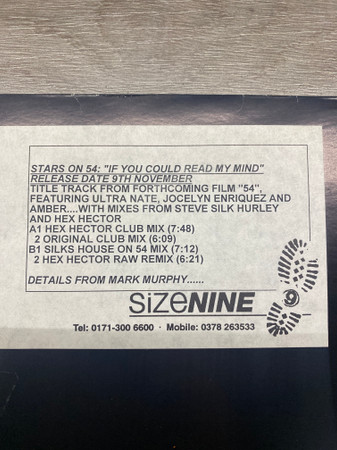 STARS ON 54: "IF YOU COULD READ MY MIND"
RELEASE DATE 9TH NOVEMBER
TITLE TRACK FROM FORTHCOMING FILM "54",
FEATURING ULTRA NATE, JOCELYN ENRIQUEZ AND
AMBER....WITH MIXES FROM STEVE SILK HURLEY
AND HEX HECTOR
A1 HEX HECTOR CLUB MIX (7:48)
2 ORIGINAL CLUB MIX (6:09)
B1 SILKS HOUSE ON 54 MIX (7:12)
2 HEX HECTOR RAW REMIX (6:21)
DETAILS FROM MARK MURPHY......
SiZeNINE
9
Tel: 0171-300 6600 · Mobile: 0378 263533